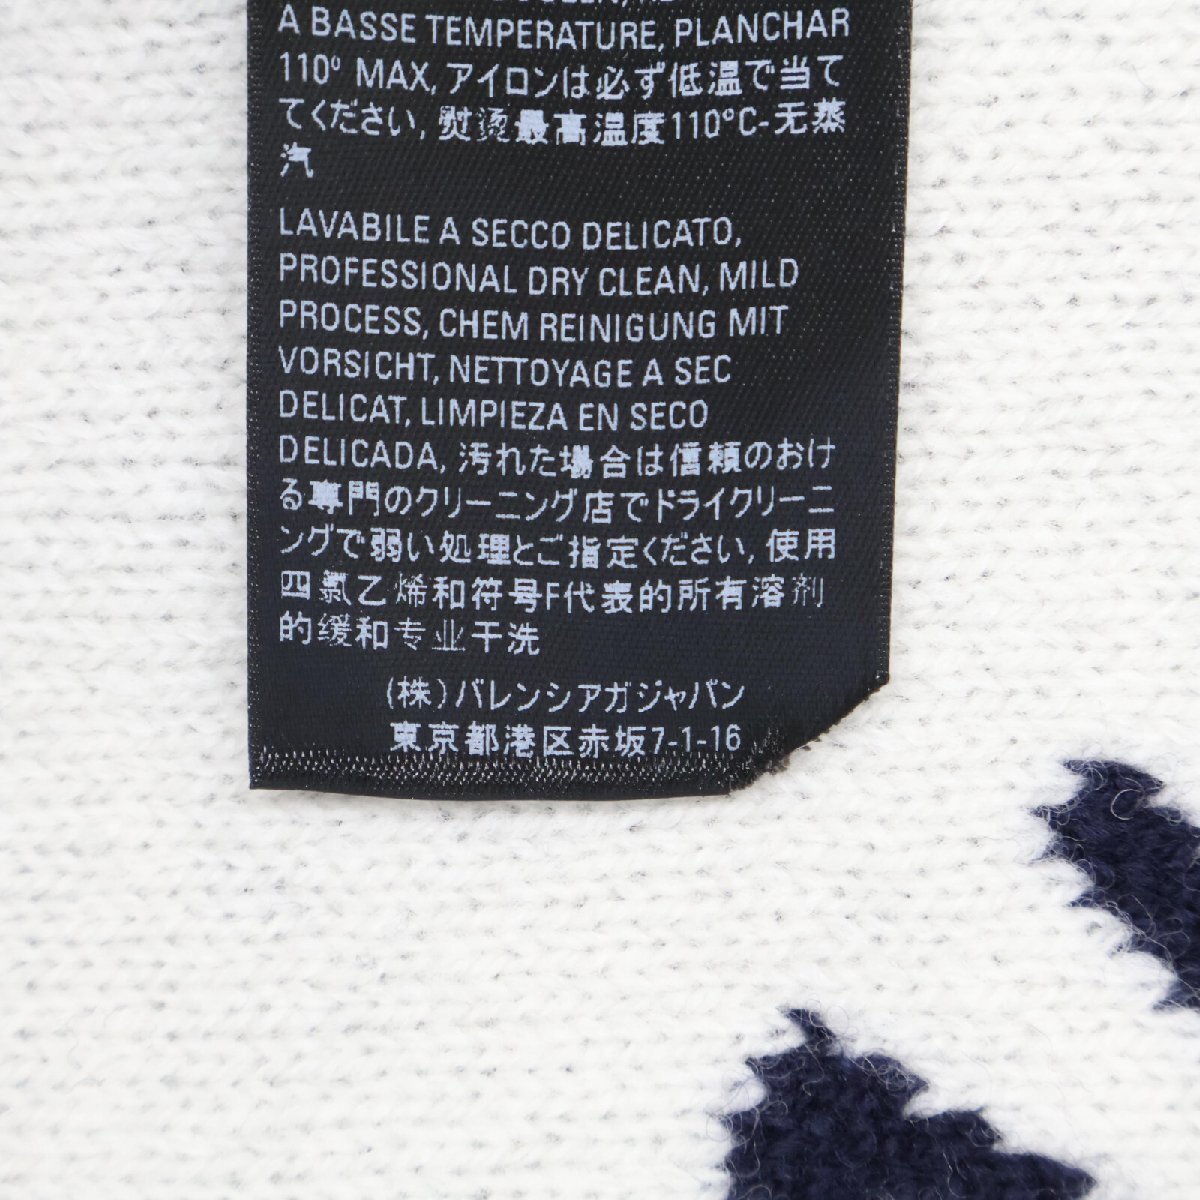 A BASSE TEMPERATURE, PLANCHAR
110º MAX, アイロンは必ず低温で当て
てください, 熨烫最高温度110°C-无蒸
汽
LAVABILE A SECCO DELICATO,
PROFESSIONAL DRY CLEAN, MILD
PROCESS, CHEM REINIGUNG MIT
VORSICHT, NETTOYAGE A SEC
DELICAT, LIMPIEZA EN SECO
DELICADA, 汚れた場合は信頼のおけ
る専門のクリーニング店でドライクリーニ
ングで弱い処理とご指定ください, 使用
四氯乙烯和符号F代表的所有溶剂
的缓和专业干洗
(株)バレンシアガジャパン
東京都港区赤坂7-1-16